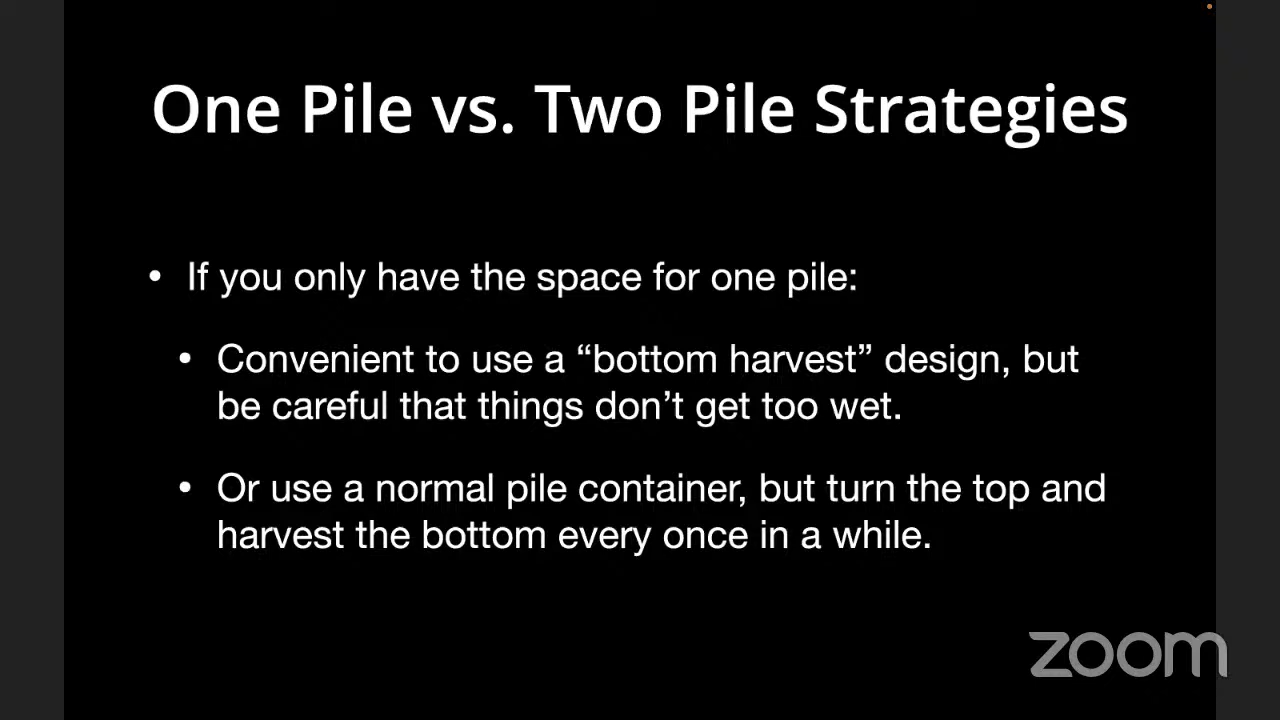 One Pile vs. Two Pile Strategies
• If you only have the space for one pile:
• Convenient to use a “bottom harvest” design, but
be careful that things don’t get too wet.
• Or use a normal pile container, but turn the top and
harvest the bottom every once in a while.
zoom